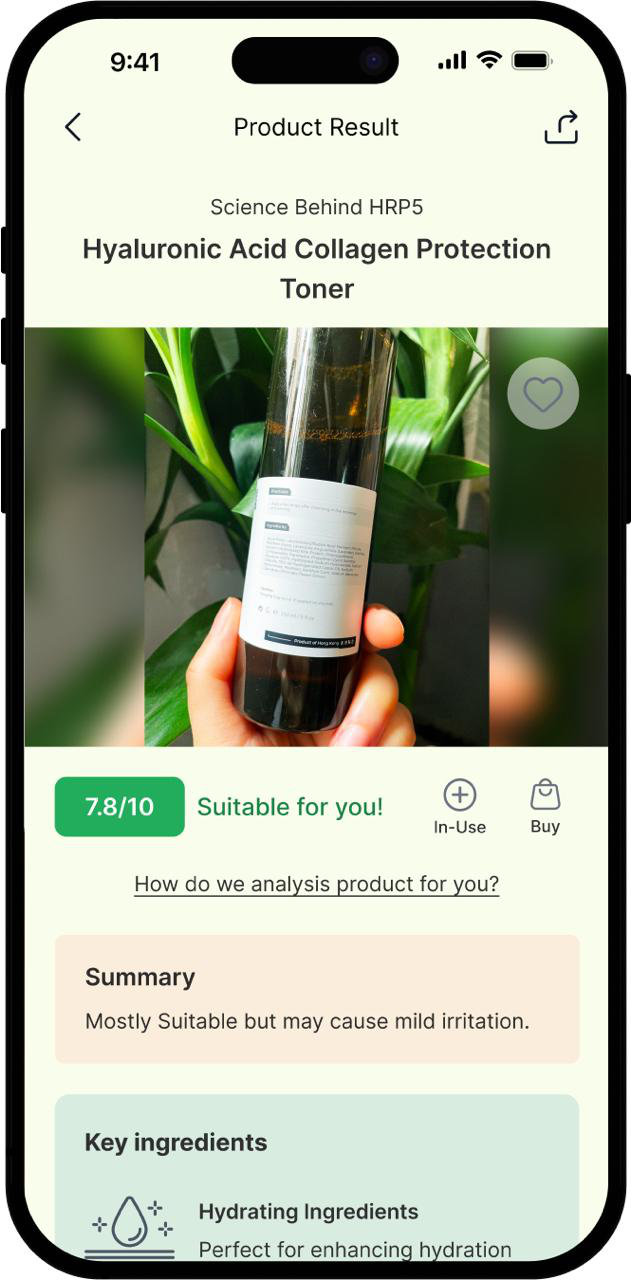 9:41
Product Result
Science Behind HRP5
Hyaluronic Acid Collagen Protection
Toner
Directions
Ingredients
Product of Hong Kong
7.8/10
Suitable for you!
In-Use
Buy
How do we analysis product for you?
Summary
Mostly Suitable but may cause mild irritation.
Key ingredients
Hydrating Ingredients
Perfect for enhancing hydration